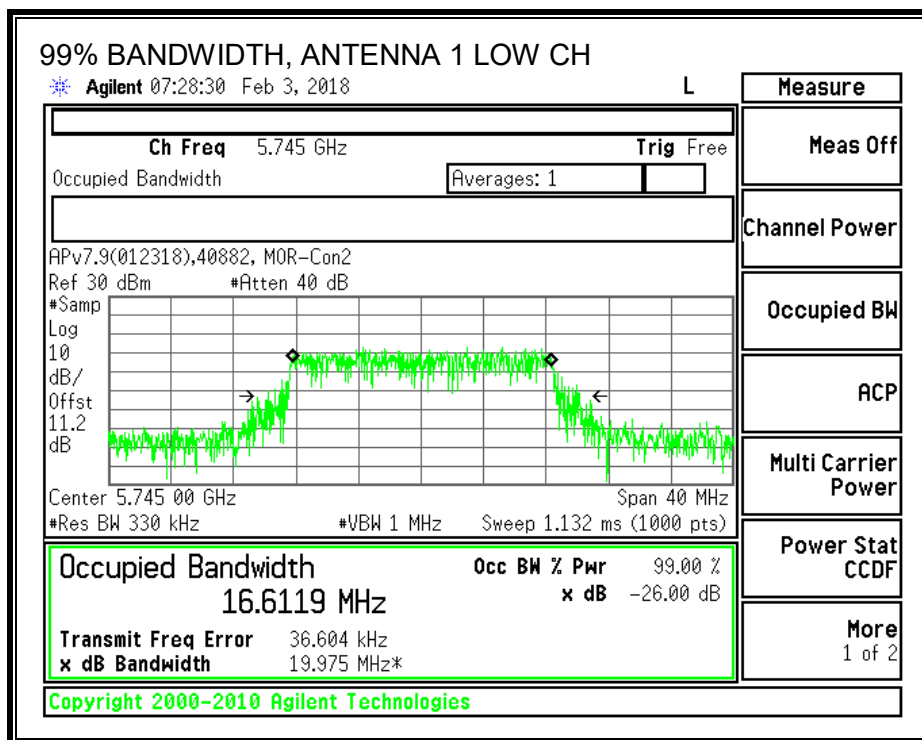 99% BANDWIDTH, ANTENNA 1 LOW CH
Agilent 07:28:30 Feb 3, 2018 L
Measure
Ch Freq 5.745 GHz Trig Free
Meas Off
Occupied Bandwidth Averages: 1
Channel Power
APv7.9(012318),40882, MOR-Con2
Ref 30 dBm #Atten 40 dB
#Samp
Log
10
dB/
Offst
11.2
dB
Occupied BW
ACP
Multi Carrier
Power
Center 5.745 00 GHz Span 40 MHz
#Res BW 330 kHz #VBW 1 MHz Sweep 1.132 ms (1000 pts)
Power Stat
CCDF
Occupied Bandwidth Occ BW % Pwr 99.00 %
16.6119 MHz x dB -26.00 dB
Transmit Freq Error 36.604 kHz
x dB Bandwidth 19.975 MHz*
More
1 of 2
Copyright 2000-2010 Agilent Technologies